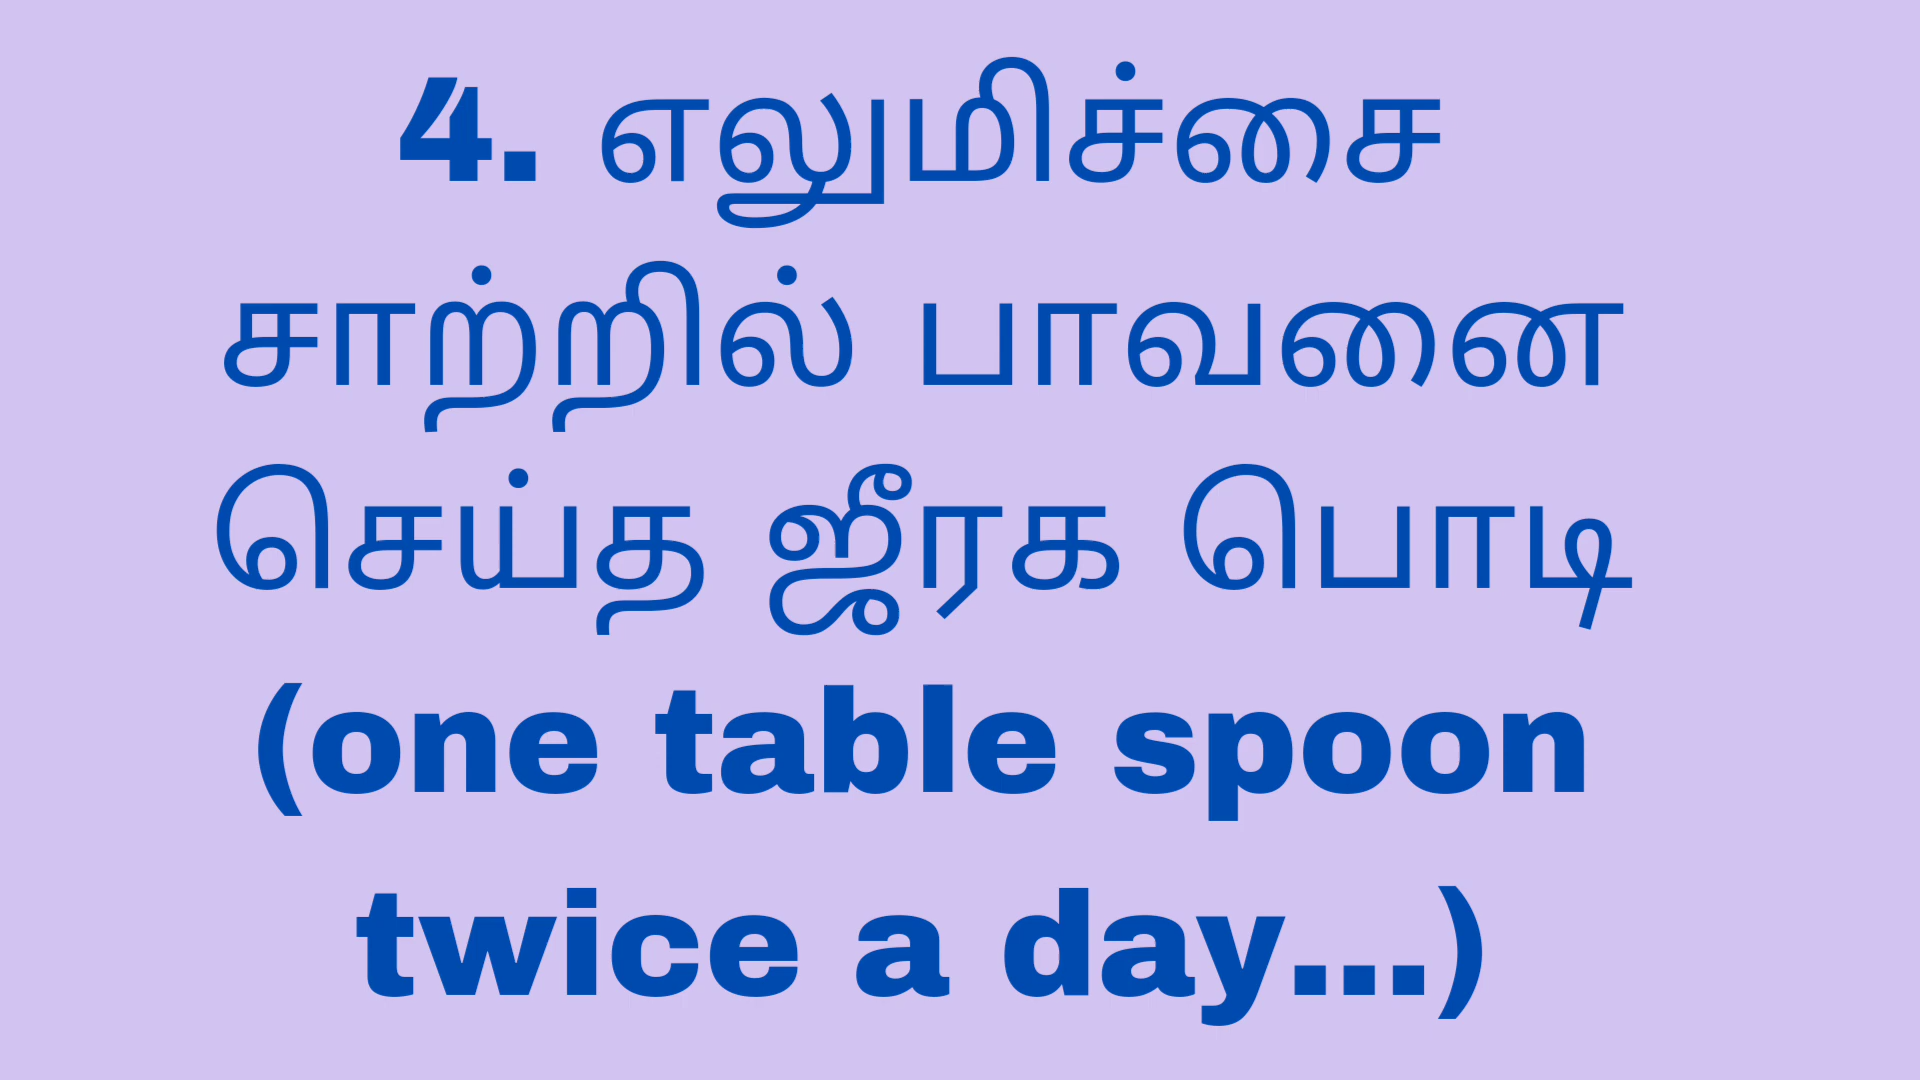 4. எலுமிச்சை
சாற்றில் பாவனை
செய்த ஜீரக பொடி
(one table spoon
twice a day...)